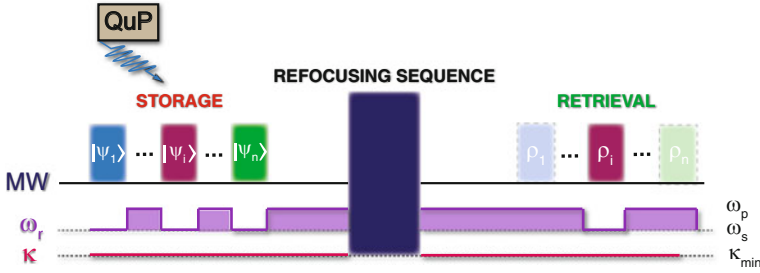 QuP
REFOCUSING SEQUENCE
STORAGE
RETRIEVAL
|ψ₁⟩ ... |ψᵢ⟩ ... |ψₙ⟩
ρ₁ ... ρᵢ ... ρₙ
MW
ωᵣ
ωₚ
ωₛ
κ
κₘᵢₙ